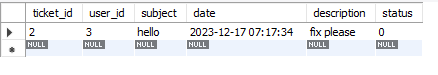 ticket_id user_id subject date description status
2 3 hello 2023-12-17 07:17:34 fix please 0
NULL NULL NULL NULL NULL NULL